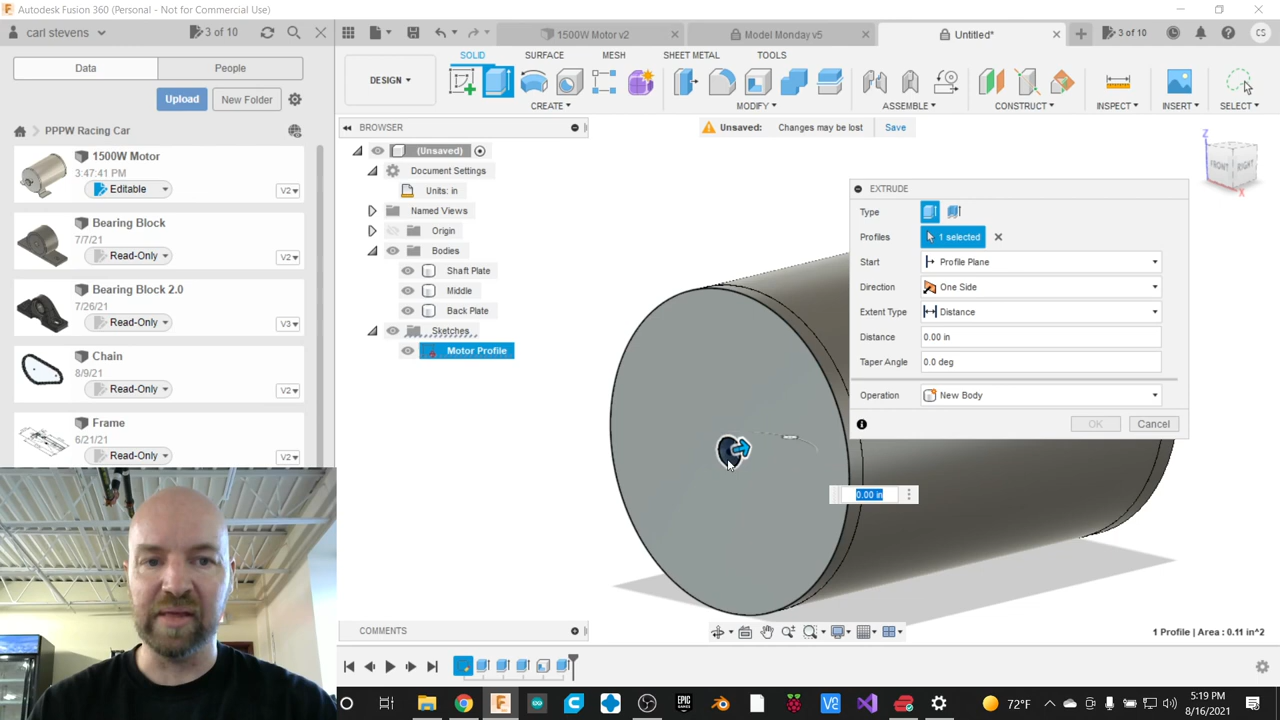 Autodesk Fusion 360 (Personal - Not for Commercial Use)
carl stevens
3 of 10
1500W Motor v2
Model Monday v5
Untitled*
3 of 10
CS
Data
People
Upload
New Folder
PPPW Racing Car
1500W Motor
3:47:41 PM
Editable
V2
Bearing Block
7/7/21
Read-Only
V2
Bearing Block 2.0
7/26/21
Read-Only
V3
Chain
8/9/21
Read-Only
V2
Frame
6/21/21
Read-Only
V2
DESIGN
SOLID
SURFACE
MESH
SHEET METAL
TOOLS
CREATE
MODIFY
ASSEMBLE
CONSTRUCT
INSPECT
INSERT
SELECT
BROWSER
Unsaved:
Changes may be lost
Save
(Unsaved)
Document Settings
Units: in
Named Views
Origin
Bodies
Shaft Plate
Middle
Back Plate
Sketches
Motor Profile
Z
FRONT
RIGHT
X
EXTRUDE
Type
Profiles
1 selected
Start
Profile Plane
Direction
One Side
Extent Type
Distance
Distance
0.00 in
Taper Angle
0.0 deg
Operation
New Body
OK
Cancel
0.00 in
COMMENTS
1 Profile | Area : 0.11 in^2
EPIC
GAMES
72°F
5:19 PM
8/16/2021